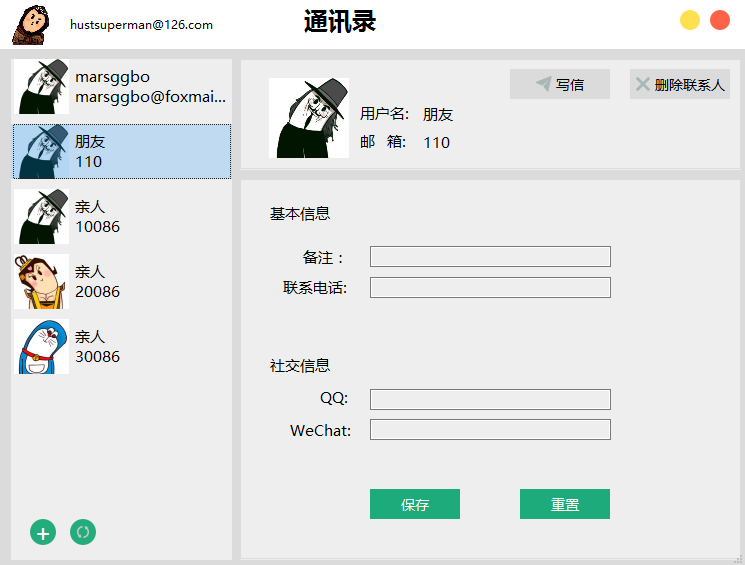 hustsuperman@126.com
通讯录
marsggbo
marsggbo@foxmai...
朋友
110
亲人
10086
亲人
20086
亲人
30086
写信
删除联系人
用户名: 朋友
邮 箱: 110
基本信息
备注：
联系电话:
社交信息
QQ:
WeChat:
保存
重置